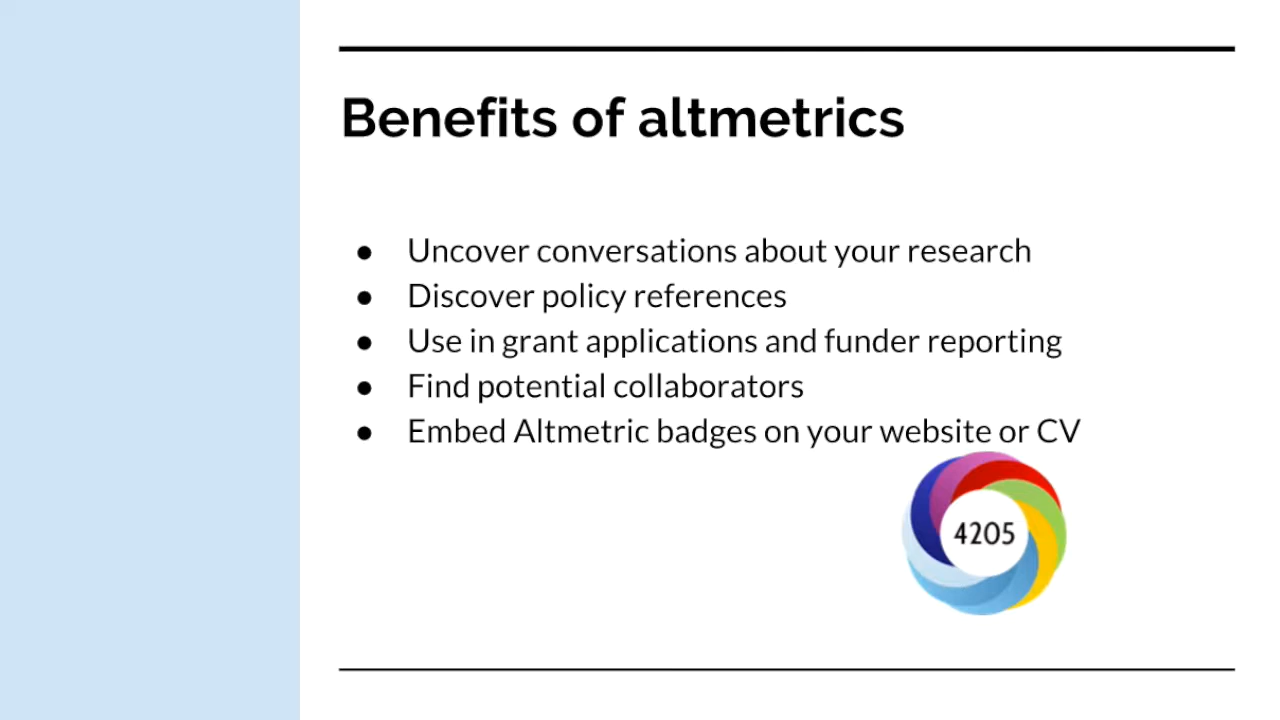 Benefits of altmetrics
● Uncover conversations about your research
● Discover policy references
● Use in grant applications and funder reporting
● Find potential collaborators
● Embed Altmetric badges on your website or CV
4205